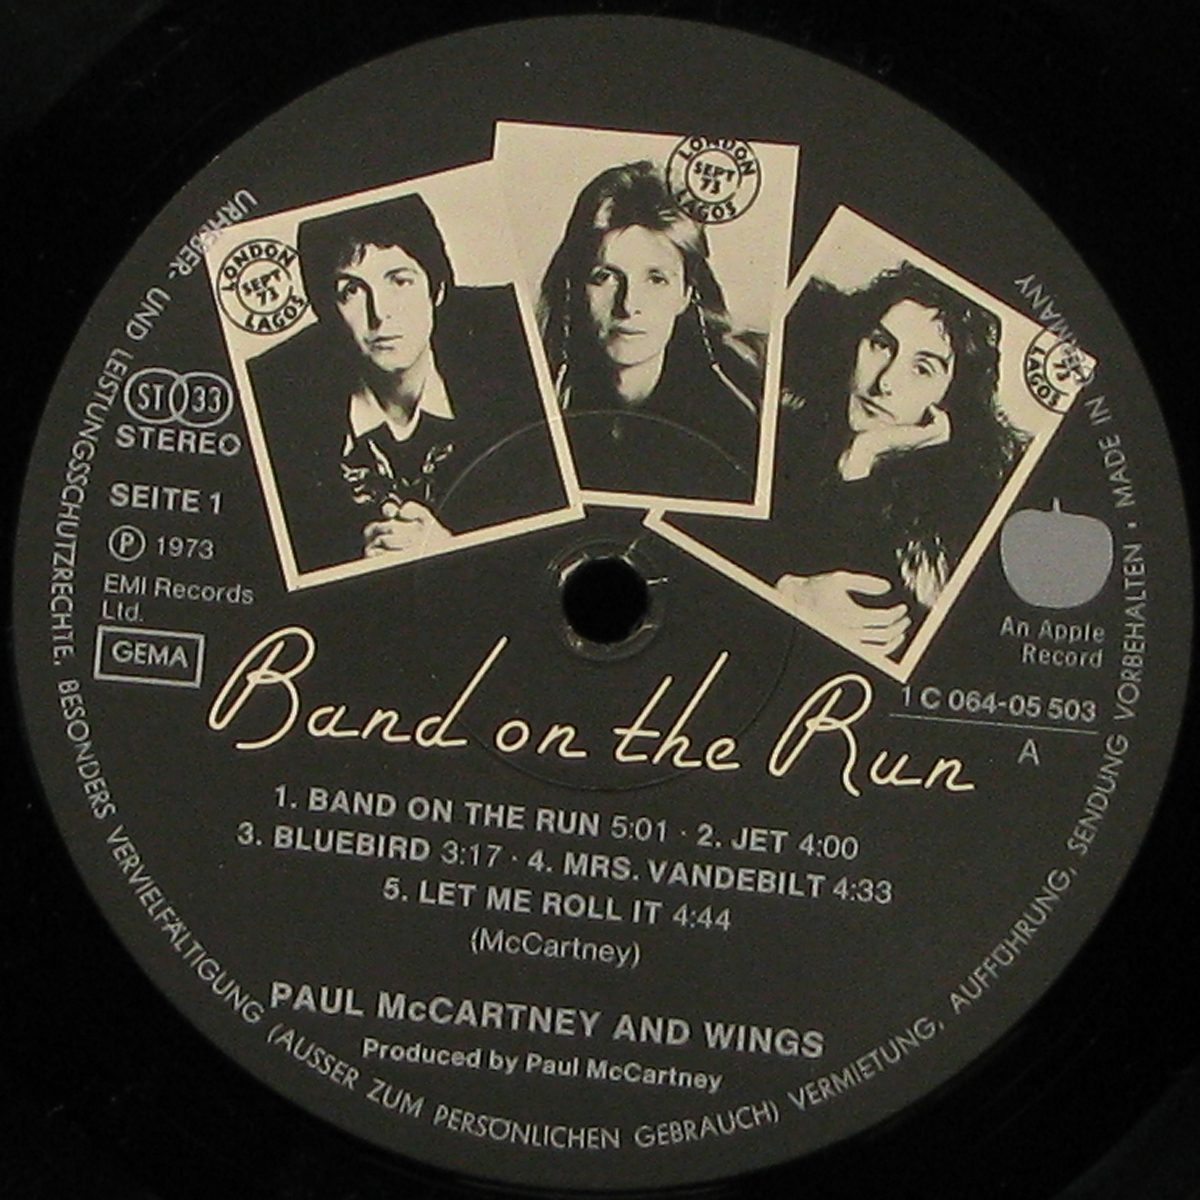 LONDON
SEPT
73
LAGOS
LONDON
SEPT
73
LAGOS
LAGOS
73
ST 33
STEREO
SEITE 1
Ⓟ 1973
EMI Records
Ltd.
GEMA
An Apple
Record
1 C 064-05 503
A
Band on the Run
1. BAND ON THE RUN 5:01 · 2. JET 4:00
3. BLUEBIRD 3:17 · 4. MRS. VANDEBILT 4:33
5. LET ME ROLL IT 4:44
(McCartney)
PAUL McCARTNEY AND WINGS
Produced by Paul McCartney
UND LEISTUNGSSCHUTZRECHTE. BESONDERS VERVIELFÄLTIGUNG (AUSSER ZUM PERSÖNLICHEN GEBRAUCH) VERMIETUNG, AUFFÜHRUNG, SENDUNG VORBEHALTEN · MADE IN